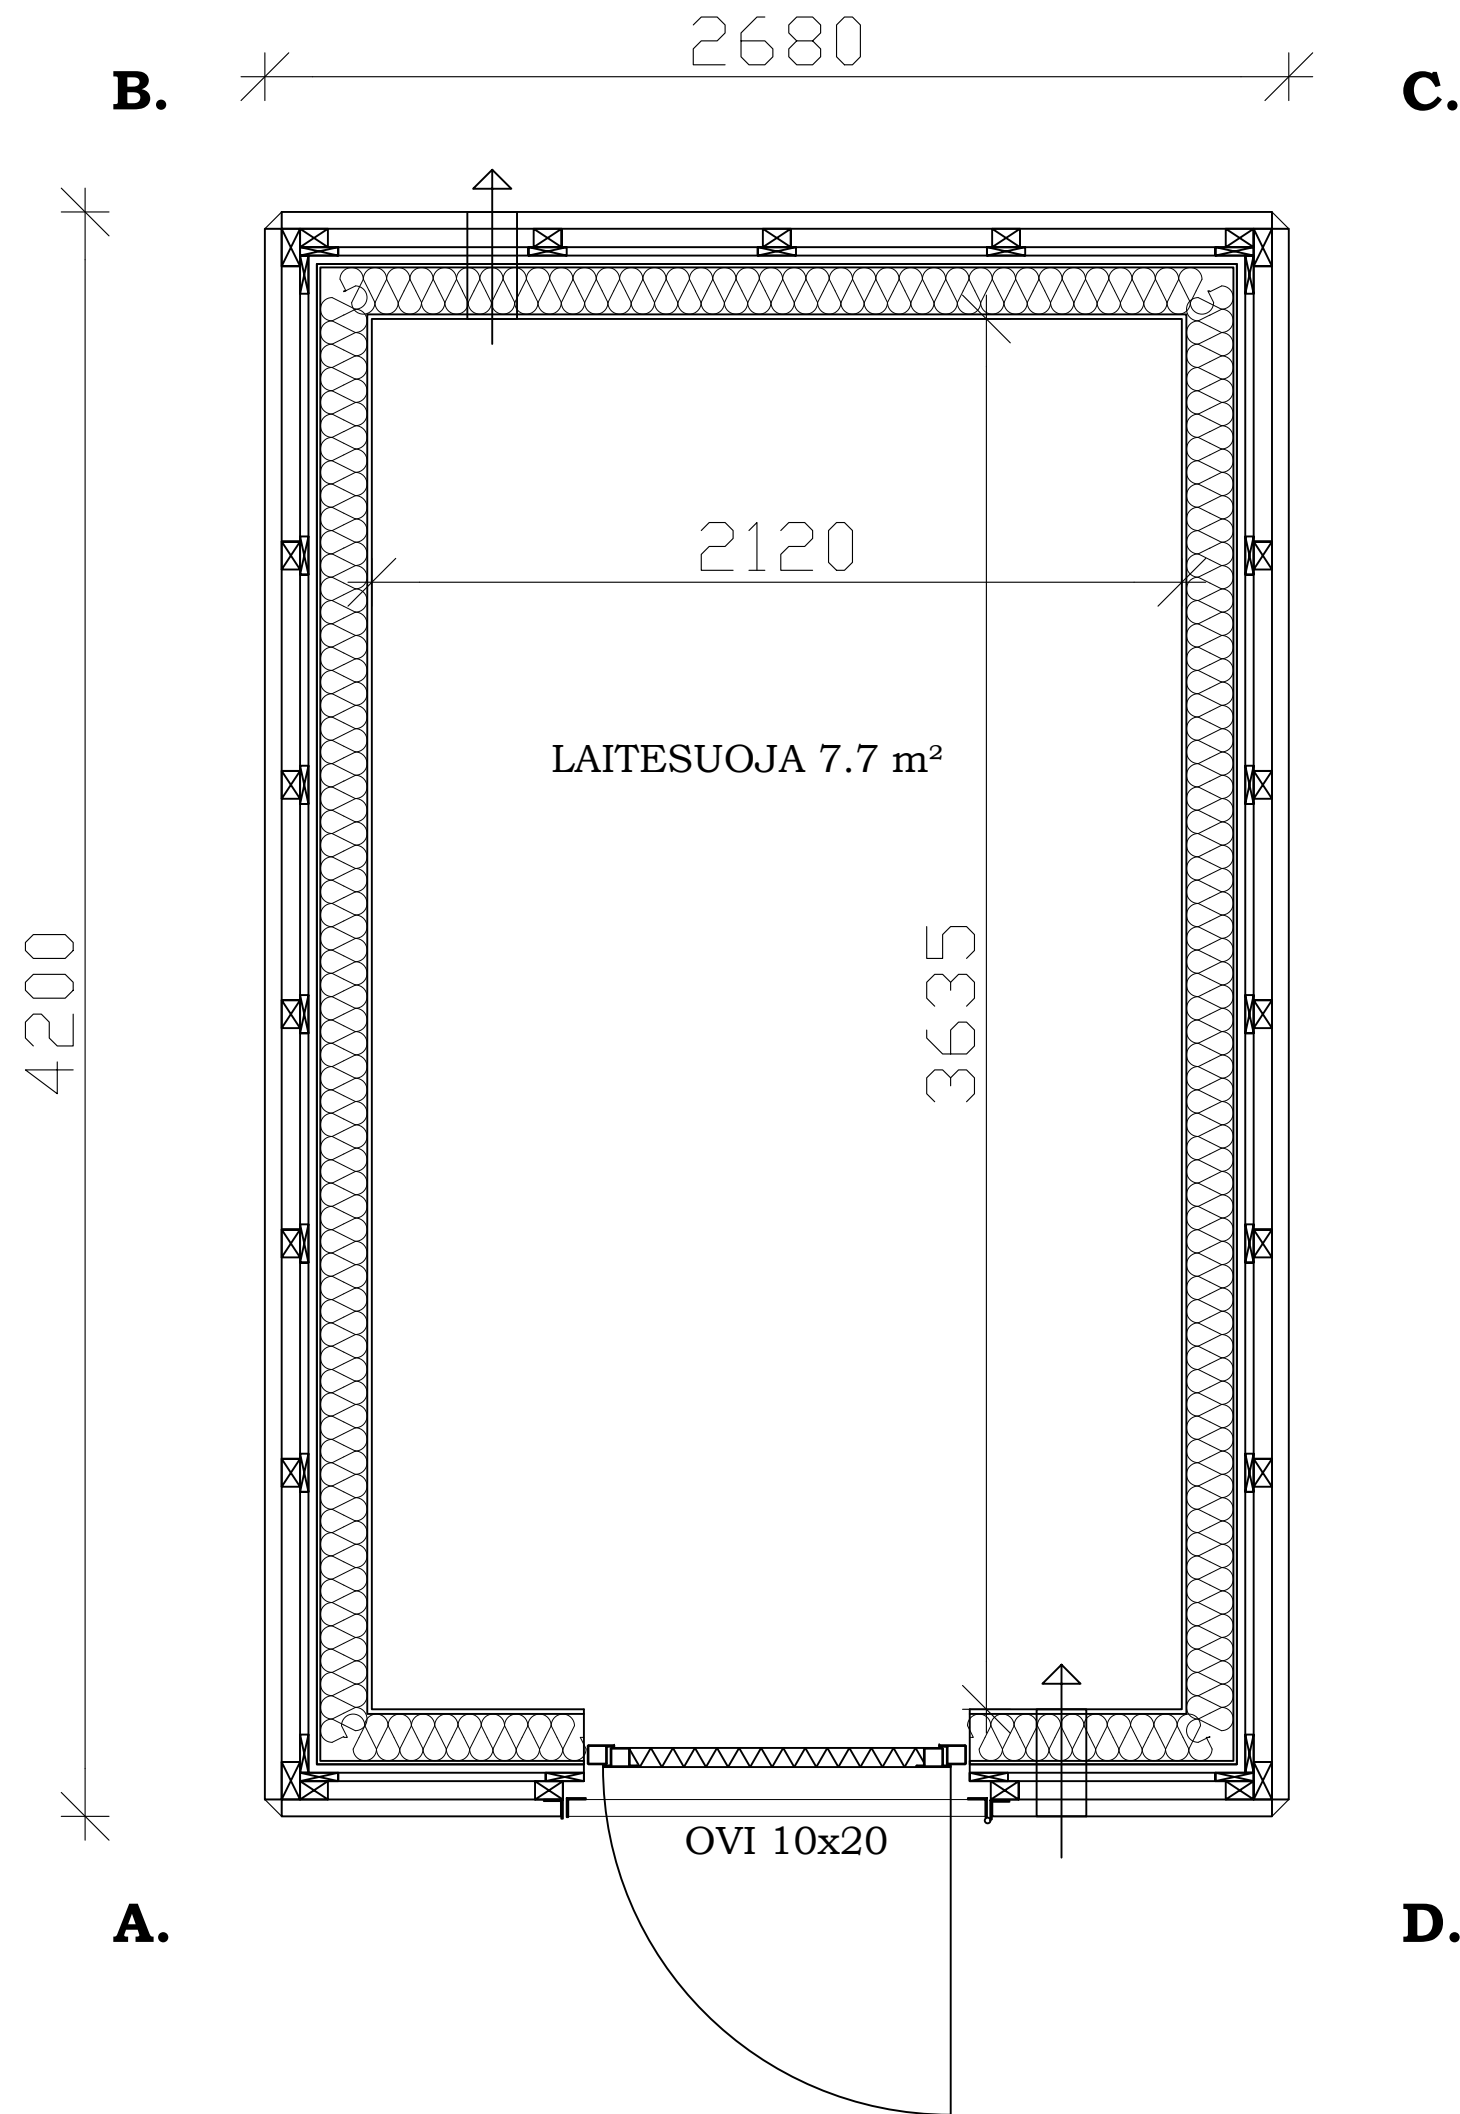 2680
B.
C.
2120
LAITESUOJA 7.7 m²
3635
4200
OVI 10x20
A.
D.